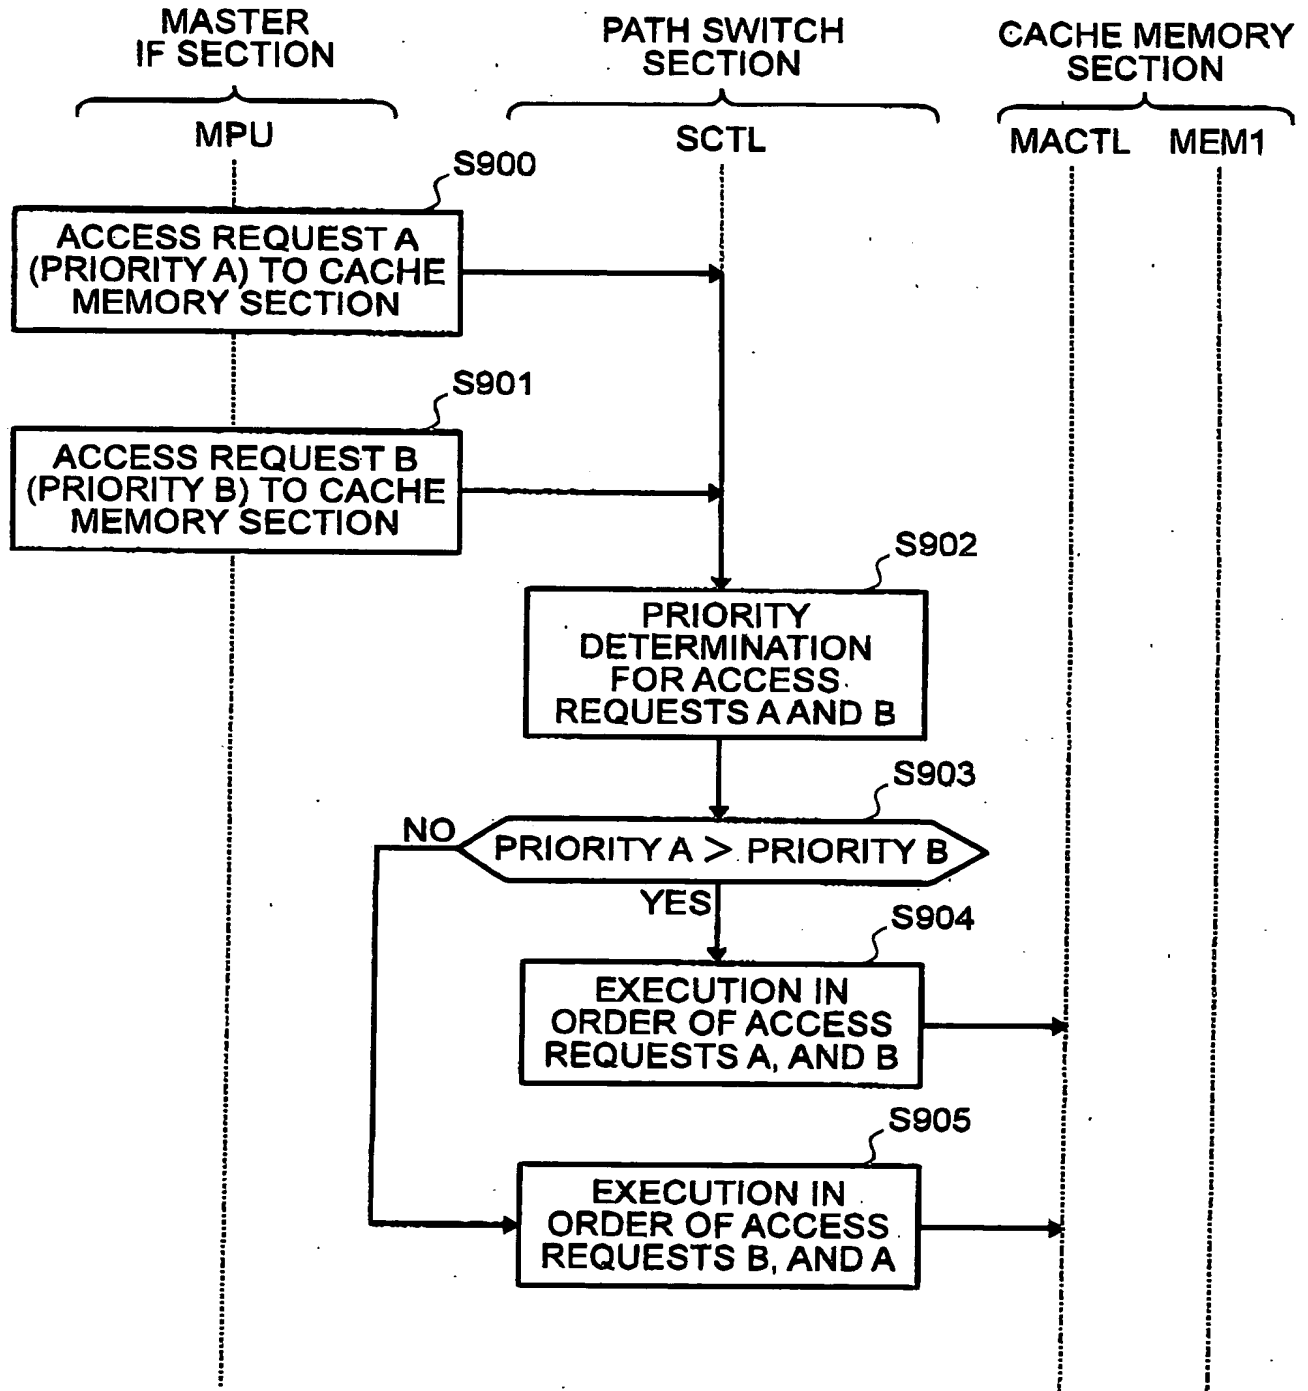 MASTER
IF SECTION
PATH SWITCH
SECTION
CACHE MEMORY
SECTION
MPU
SCTL
MACTL
MEM1
S900
ACCESS REQUEST A
(PRIORITY A) TO CACHE
MEMORY SECTION
S901
ACCESS REQUEST B
(PRIORITY B) TO CACHE
MEMORY SECTION
S902
PRIORITY
DETERMINATION
FOR ACCESS
REQUESTS A AND B
S903
NO
PRIORITY A > PRIORITY B
YES
S904
EXECUTION IN
ORDER OF ACCESS
REQUESTS A, AND B
S905
EXECUTION IN
ORDER OF ACCESS
REQUESTS B, AND A